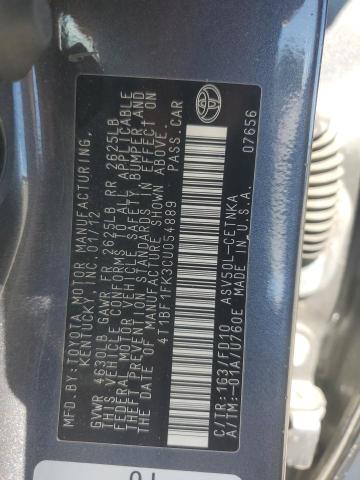 MFD.BY:TOYOTA MOTOR MANUFACTURING,
KENTUCKY, INC. 01/12
GVWR 4630LB GAWR FR 2625LB RR 2625LB
THIS VEHICLE CONFORMS TO ALL APPLICABLE
FEDERAL MOTOR VEHICLE SAFETY, BUMPER, AND
THEFT PREVENTION STANDARDS IN EFFECT ON
THE DATE OF MANUFACTURE SHOWN ABOVE.
4T1BF1FK3CU054889 PASS.CAR
C/TR:1G3/FD10 ASV50L-CETNKA
A/TM:-01A/U760E MADE IN U.S.A.
07656